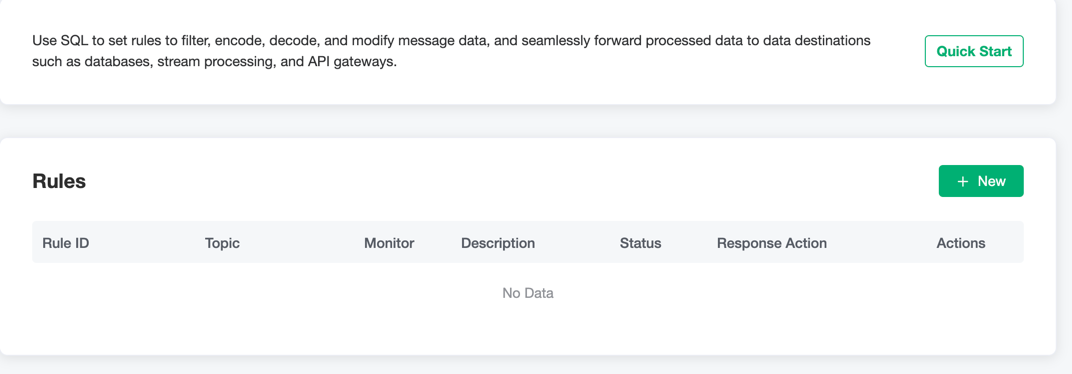 Use SQL to set rules to filter, encode, decode, and modify message data, and seamlessly forward processed data to data destinations
such as databases, stream processing, and API gateways.
Quick Start
Rules
+ New
Rule ID Topic Monitor Description Status Response Action Actions
No Data